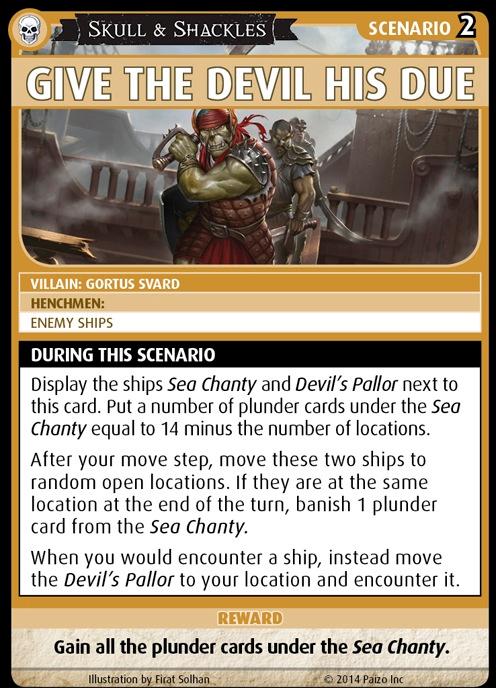 SKULL & SHACKLES
SCENARIO 2
GIVE THE DEVIL HIS DUE
VILLAIN: GORTUS SVARD
HENCHMEN:
ENEMY SHIPS
DURING THIS SCENARIO
Display the ships Sea Chanty and Devil's Pallor next to
this card. Put a number of plunder cards under the Sea
Chanty equal to 14 minus the number of locations.
After your move step, move these two ships to
random open locations. If they are at the same
location at the end of the turn, banish 1 plunder
card from the Sea Chanty.
When you would encounter a ship, instead move
the Devil's Pallor to your location and encounter it.
REWARD
Gain all the plunder cards under the Sea Chanty.
Illustration by Firat Solhan
© 2014 Paizo Inc